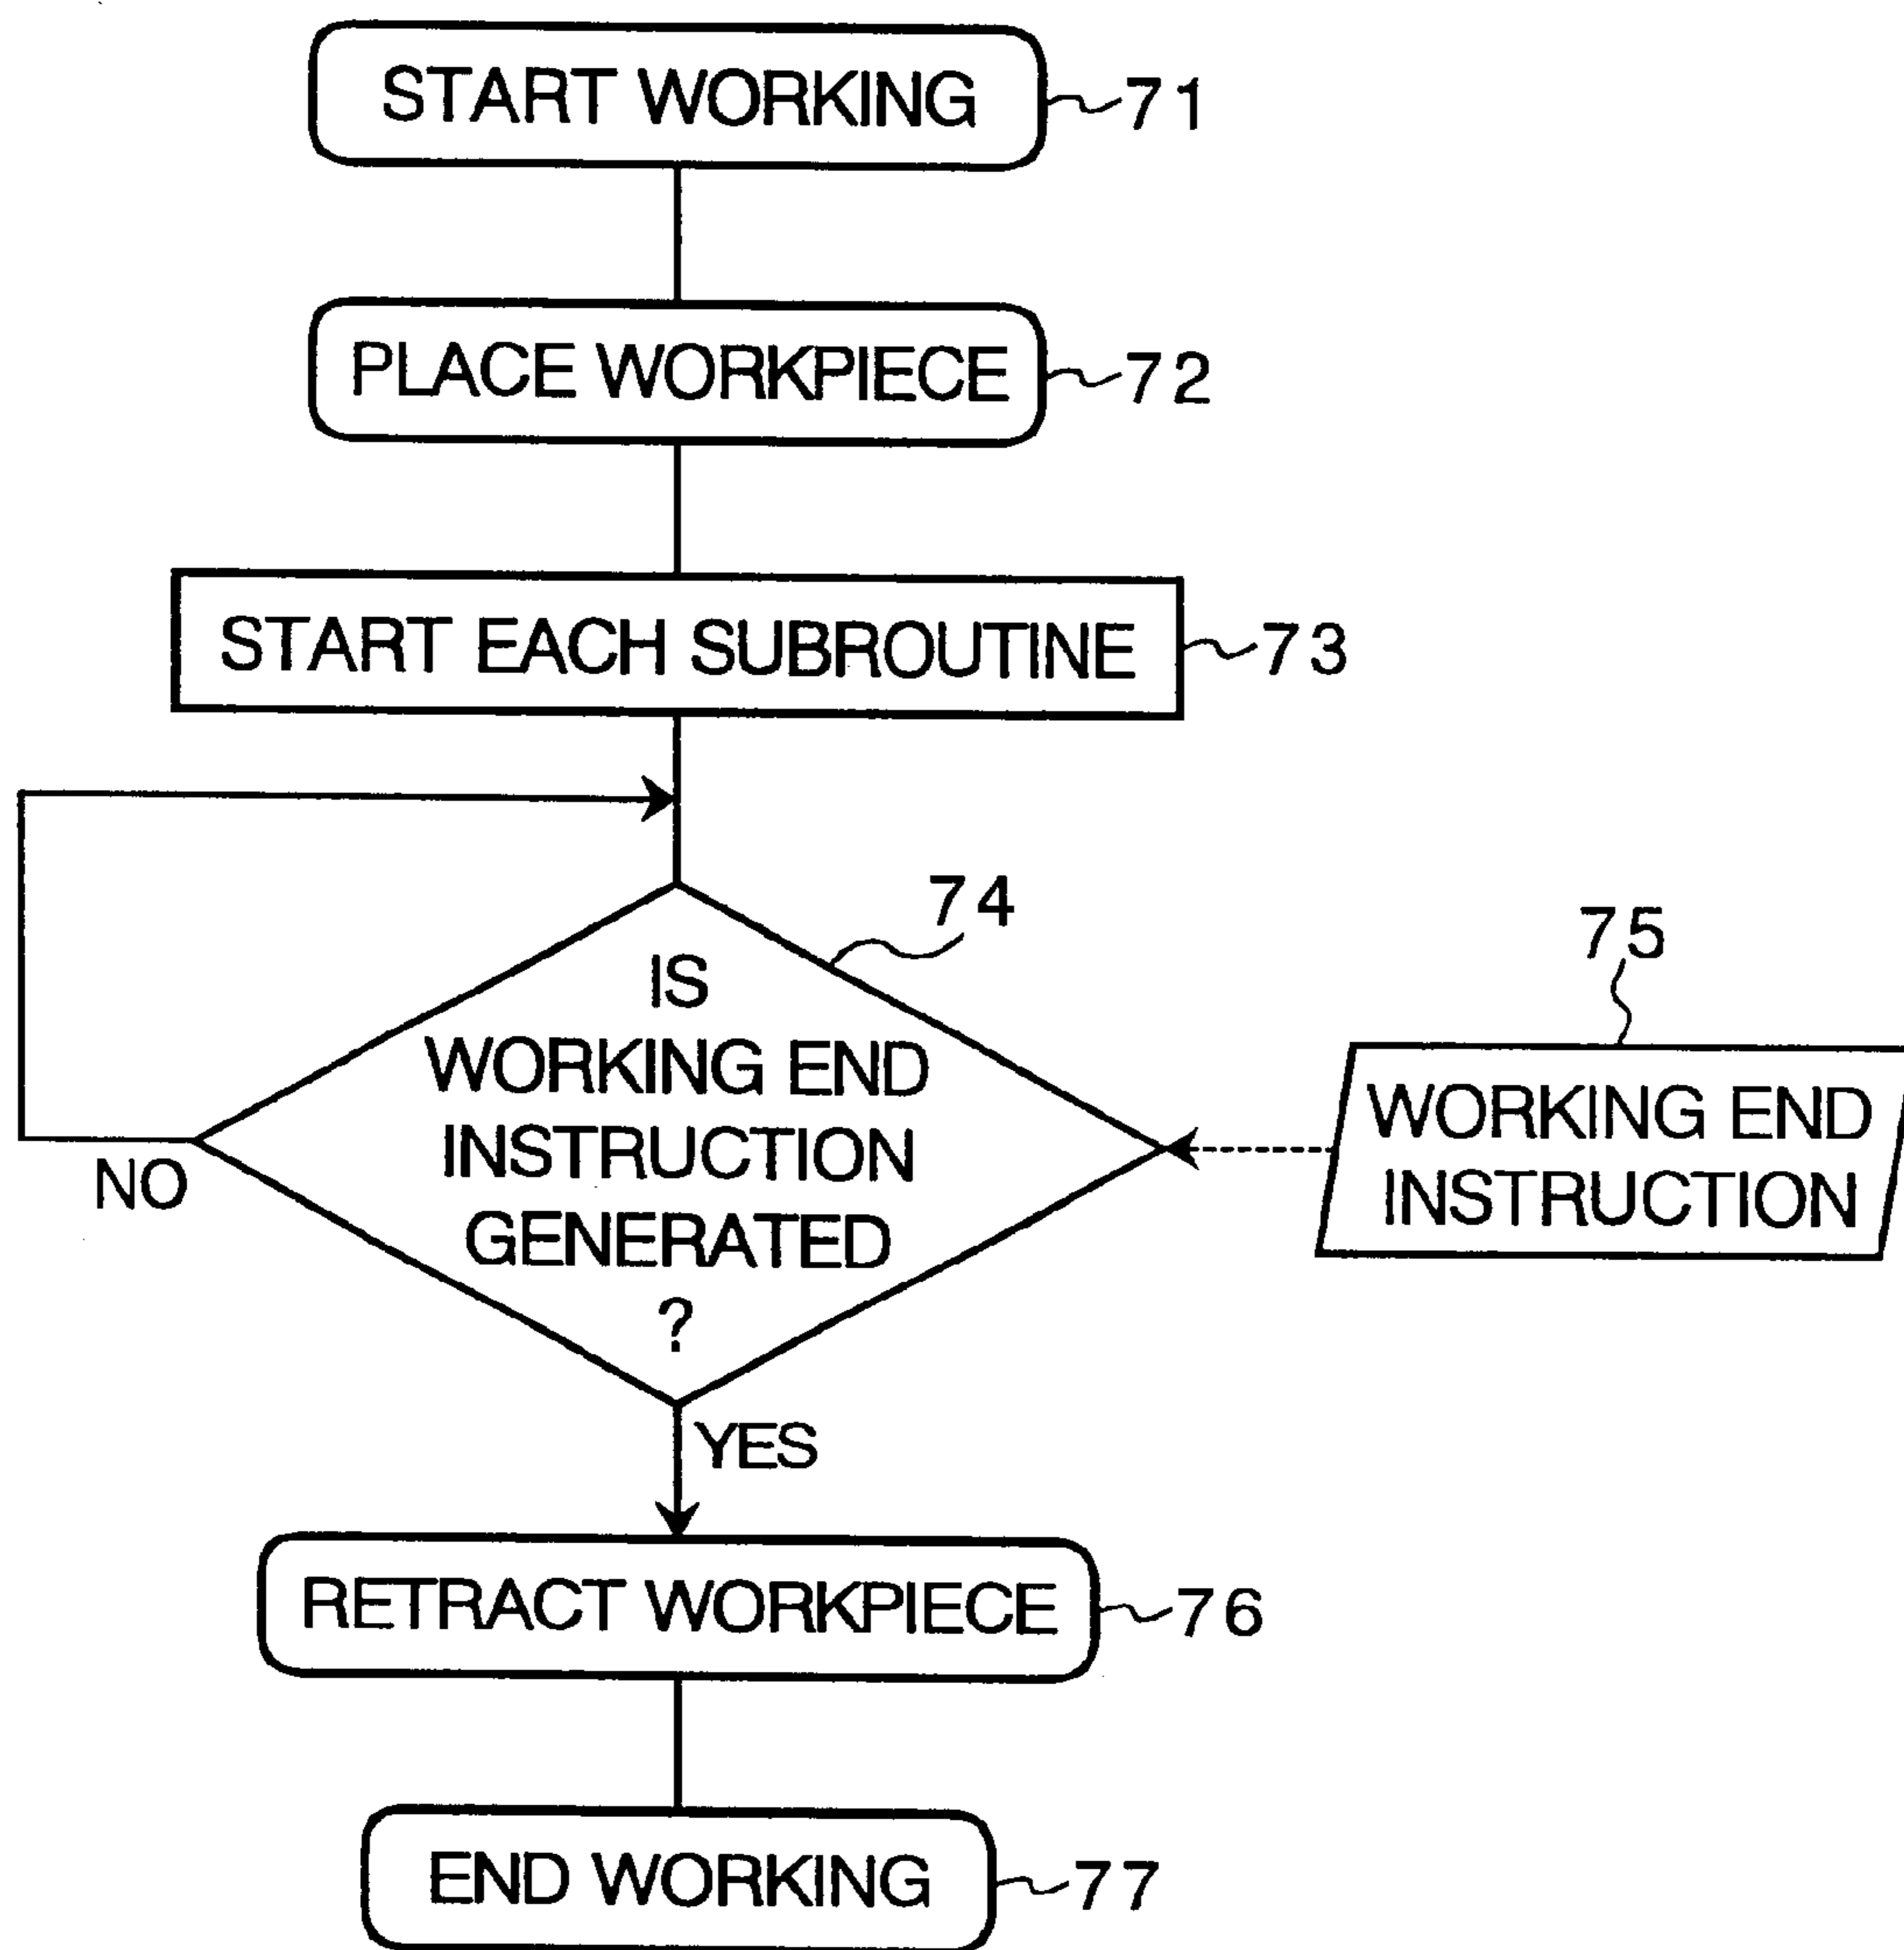 START WORKING
71
PLACE WORKPIECE
72
START EACH SUBROUTINE
73
74
IS
WORKING END
INSTRUCTION
GENERATED
?
75
WORKING END
INSTRUCTION
NO
YES
RETRACT WORKPIECE
76
END WORKING
77